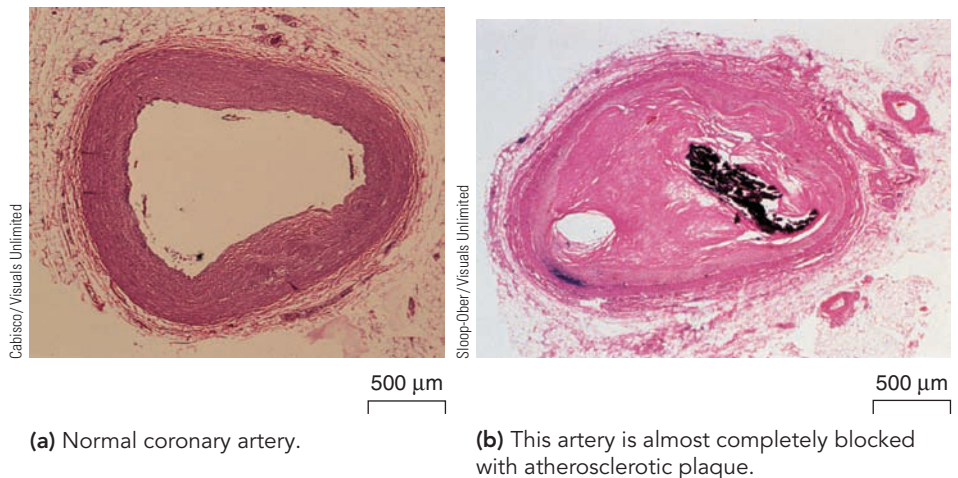 Cabisco/Visuals Unlimited
500 μm
(a) Normal coronary artery.
Sloop-Ober/Visuals Unlimited
500 μm
(b) This artery is almost completely blocked
with atherosclerotic plaque.